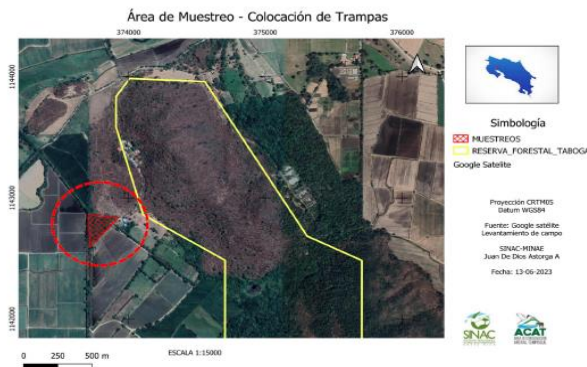 Área de Muestreo - Colocación de Trampas
374000 375000 376000
1144000
1143000
1142000
Simbología
MUESTREOS
RESERVA_FORESTAL_TABOGA
Google Satelite
Proyección CRTM05
Datum WGS84
Fuente: Google satélite
Levantamiento de campo
SINAC-MINAE
Juan De Dios Astorga A
Fecha: 13-06-2023
SINAC
ACAT
ESCALA 1:15000
0 250 500 m